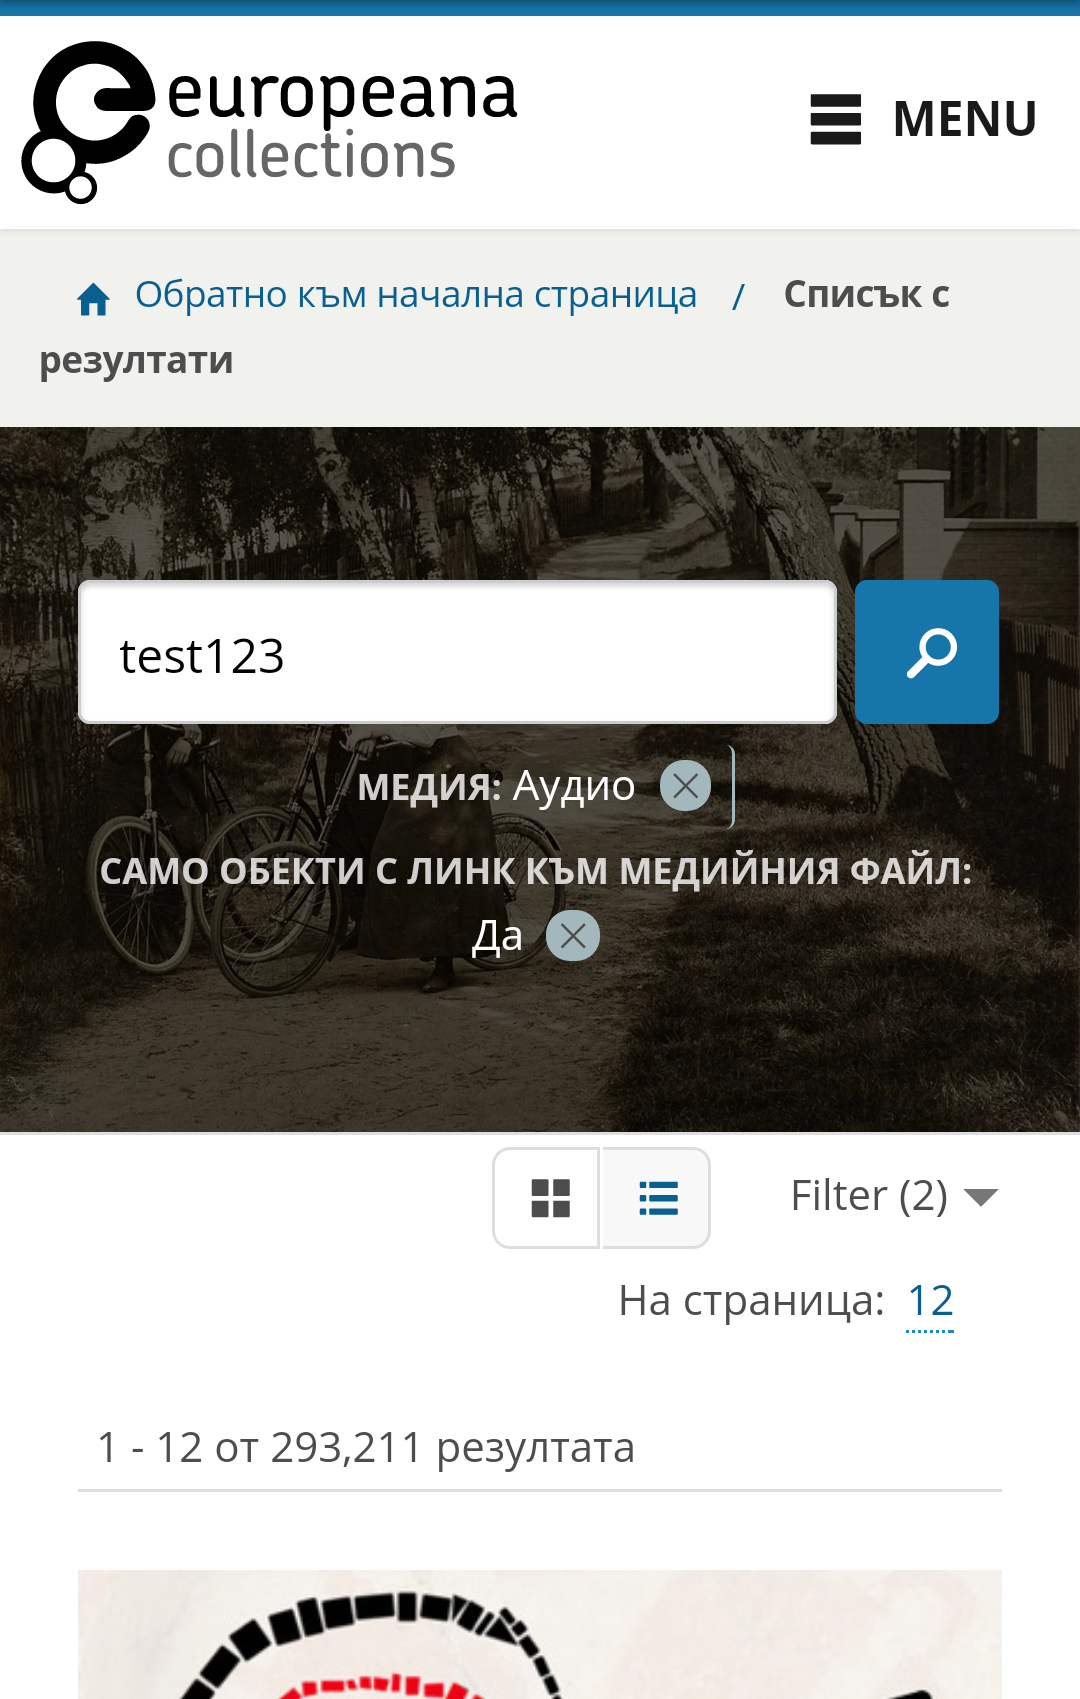 europeana
collections
MENU
Обратно към начална страница / Списък с
резултати
test123
МЕДИЯ: Аудио
САМО ОБЕКТИ С ЛИНК КЪМ МЕДИЙНИЯ ФАЙЛ:
Да
Filter (2)
На страница: 12
1 - 12 от 293,211 резултата